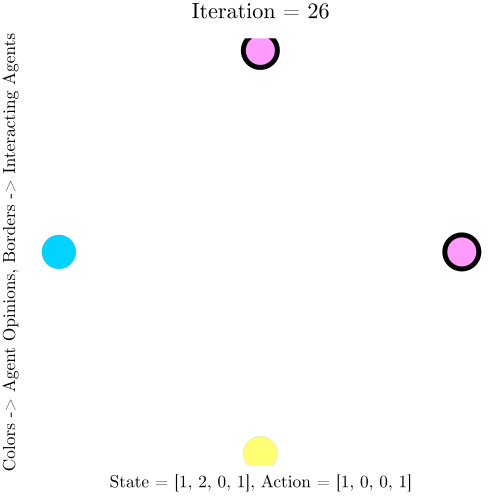 Iteration = 26
Colors -> Agent Opinions, Borders -> Interacting Agents
State = [1, 2, 0, 1], Action = [1, 0, 0, 1]